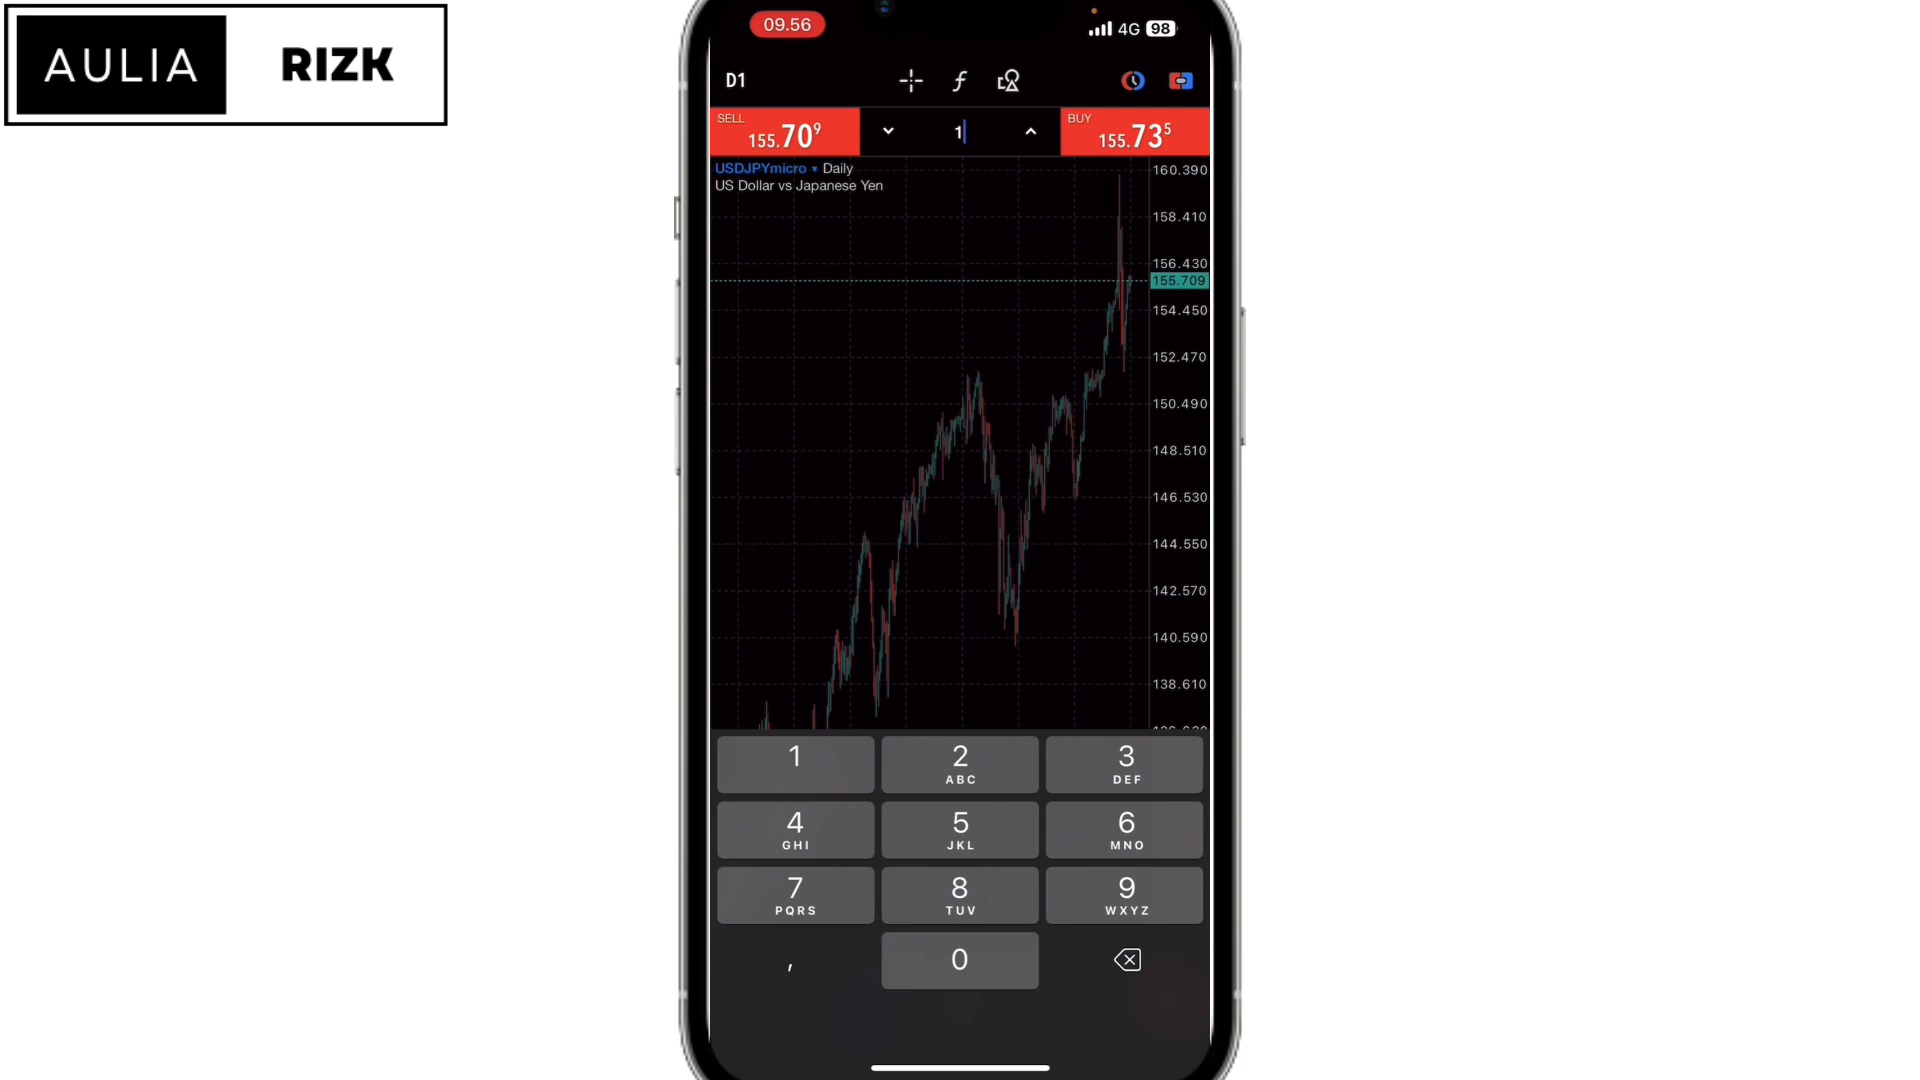 AULIA RIZK
09.56 4G 98
D1
SELL 155.70⁹ 1 BUY 155.73⁵
USDJPYmicro ▾ Daily
US Dollar vs Japanese Yen
160.390
158.410
156.430
155.709
154.450
152.470
150.490
148.510
146.530
144.550
142.570
140.590
138.610
1 2 3
ABC DEF
4 5 6
GHI JKL MNO
7 8 9
PQRS TUV WXYZ
, 0